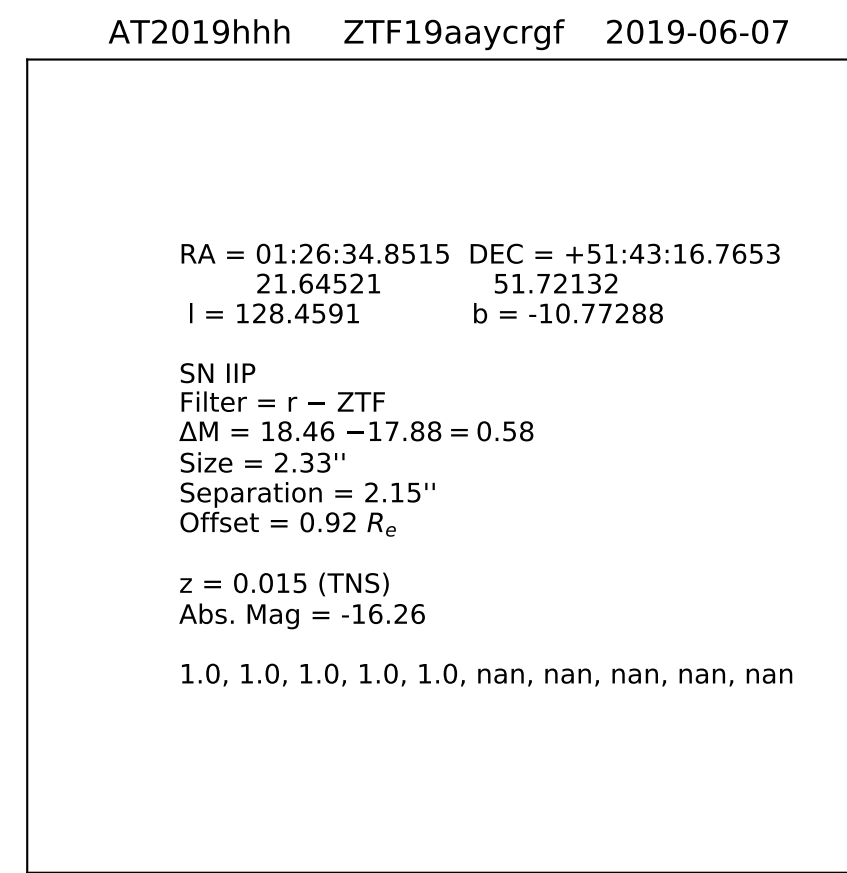 AT2019hhh ZTF19aaycrgf 2019-06-07
RA = 01:26:34.8515 DEC = +51:43:16.7653
21.64521 51.72132
l = 128.4591 b = -10.77288
SN IIP
Filter = r − ZTF
ΔM = 18.46 −17.88 = 0.58
Size = 2.33''
Separation = 2.15''
Offset = 0.92 Rₑ
z = 0.015 (TNS)
Abs. Mag = -16.26
1.0, 1.0, 1.0, 1.0, 1.0, nan, nan, nan, nan, nan